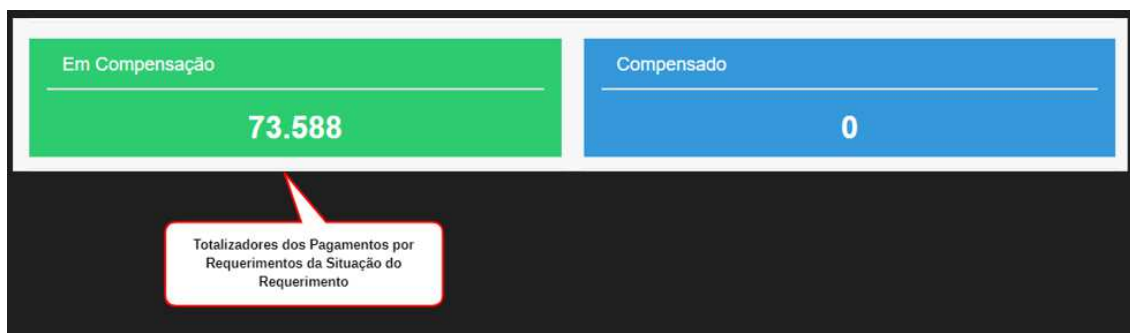 Em Compensação
Compensado
73.588
0
Totalizadores dos Pagamentos por
Requerimentos da Situação do
Requerimento